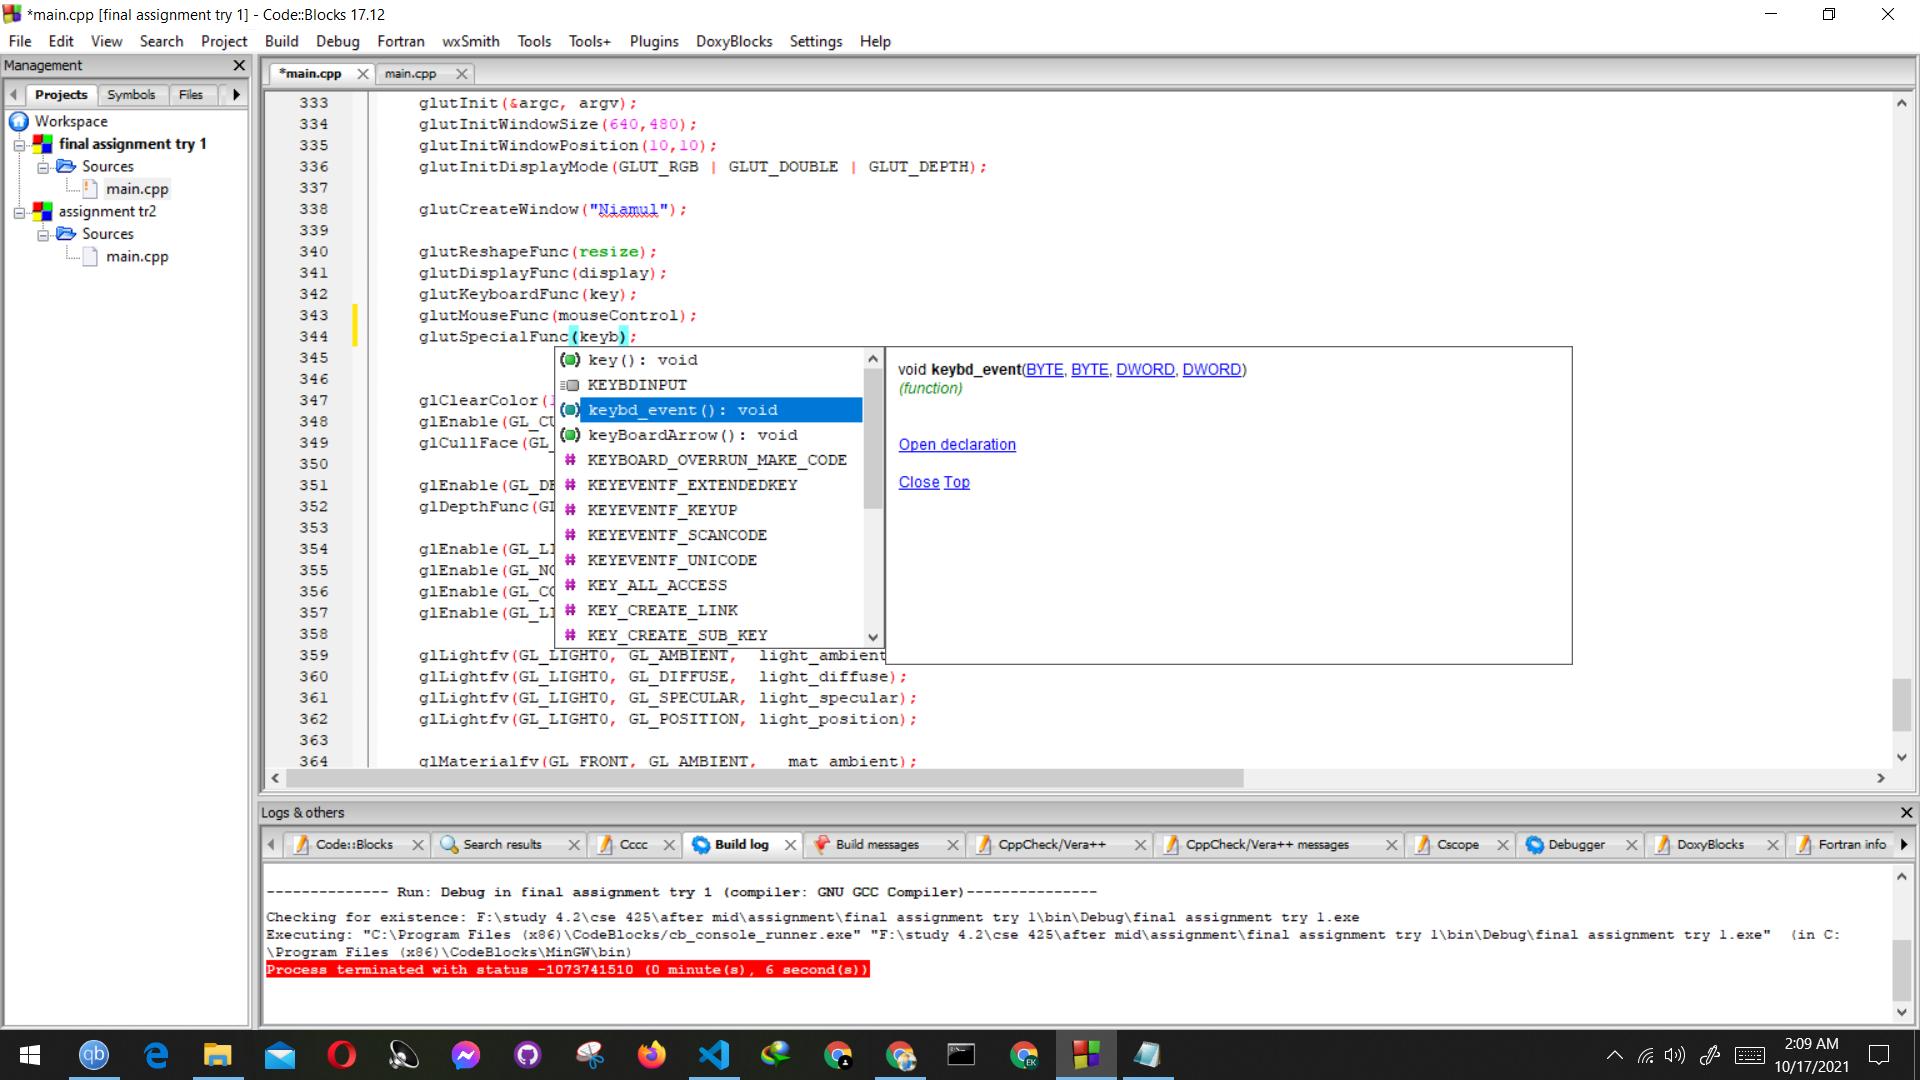 *main.cpp [final assignment try 1] - Code::Blocks 17.12
File Edit View Search Project Build Debug Fortran wxSmith Tools Tools+ Plugins DoxyBlocks Settings Help
Management
Projects Symbols Files
Workspace
final assignment try 1
Sources
main.cpp
assignment tr2
Sources
main.cpp
*main.cpp main.cpp
333 glutInit(&argc, argv);
334 glutInitWindowSize(640,480);
335 glutInitWindowPosition(10,10);
336 glutInitDisplayMode(GLUT_RGB | GLUT_DOUBLE | GLUT_DEPTH);
337
338 glutCreateWindow("Niamul");
339
340 glutReshapeFunc(resize);
341 glutDisplayFunc(display);
342 glutKeyboardFunc(key);
343 glutMouseFunc(mouseControl);
344 glutSpecialFunc(keyb);
345
346
347 glClearColor(
348 glEnable(GL_CU
349 glCullFace(GL_
350
351 glEnable(GL_DE
352 glDepthFunc(GL
353
354 glEnable(GL_LI
355 glEnable(GL_NO
356 glEnable(GL_CO
357 glEnable(GL_LI
358
359 glLightfv(GL_LIGHT0, GL_AMBIENT, light_ambient
360 glLightfv(GL_LIGHT0, GL_DIFFUSE, light_diffuse);
361 glLightfv(GL_LIGHT0, GL_SPECULAR, light_specular);
362 glLightfv(GL_LIGHT0, GL_POSITION, light_position);
363
364 glMaterialfv(GL_FRONT, GL_AMBIENT, mat_ambient);
key(): void
KEYBDINPUT
keybd_event(): void
keyBoardArrow(): void
KEYBOARD_OVERRUN_MAKE_CODE
KEYEVENTF_EXTENDEDKEY
KEYEVENTF_KEYUP
KEYEVENTF_SCANCODE
KEYEVENTF_UNICODE
KEY_ALL_ACCESS
KEY_CREATE_LINK
KEY_CREATE_SUB_KEY
void keybd_event(BYTE, BYTE, DWORD, DWORD)
(function)
Open declaration
Close Top
Logs & others
Code::Blocks Search results Cccc Build log Build messages CppCheck/Vera++ CppCheck/Vera++ messages Cscope Debugger DoxyBlocks Fortran info
-------------- Run: Debug in final assignment try 1 (compiler: GNU GCC Compiler)---------------
Checking for existence: F:\study 4.2\cse 425\after mid\assignment\final assignment try 1\bin\Debug\final assignment try 1.exe
Executing: "C:\Program Files (x86)\CodeBlocks/cb_console_runner.exe" "F:\study 4.2\cse 425\after mid\assignment\final assignment try 1\bin\Debug\final assignment try 1.exe" (in C:
\Program Files (x86)\CodeBlocks\MinGW\bin)
Process terminated with status -1073741510 (0 minute(s), 6 second(s))
qb
EK
2:09 AM
10/17/2021